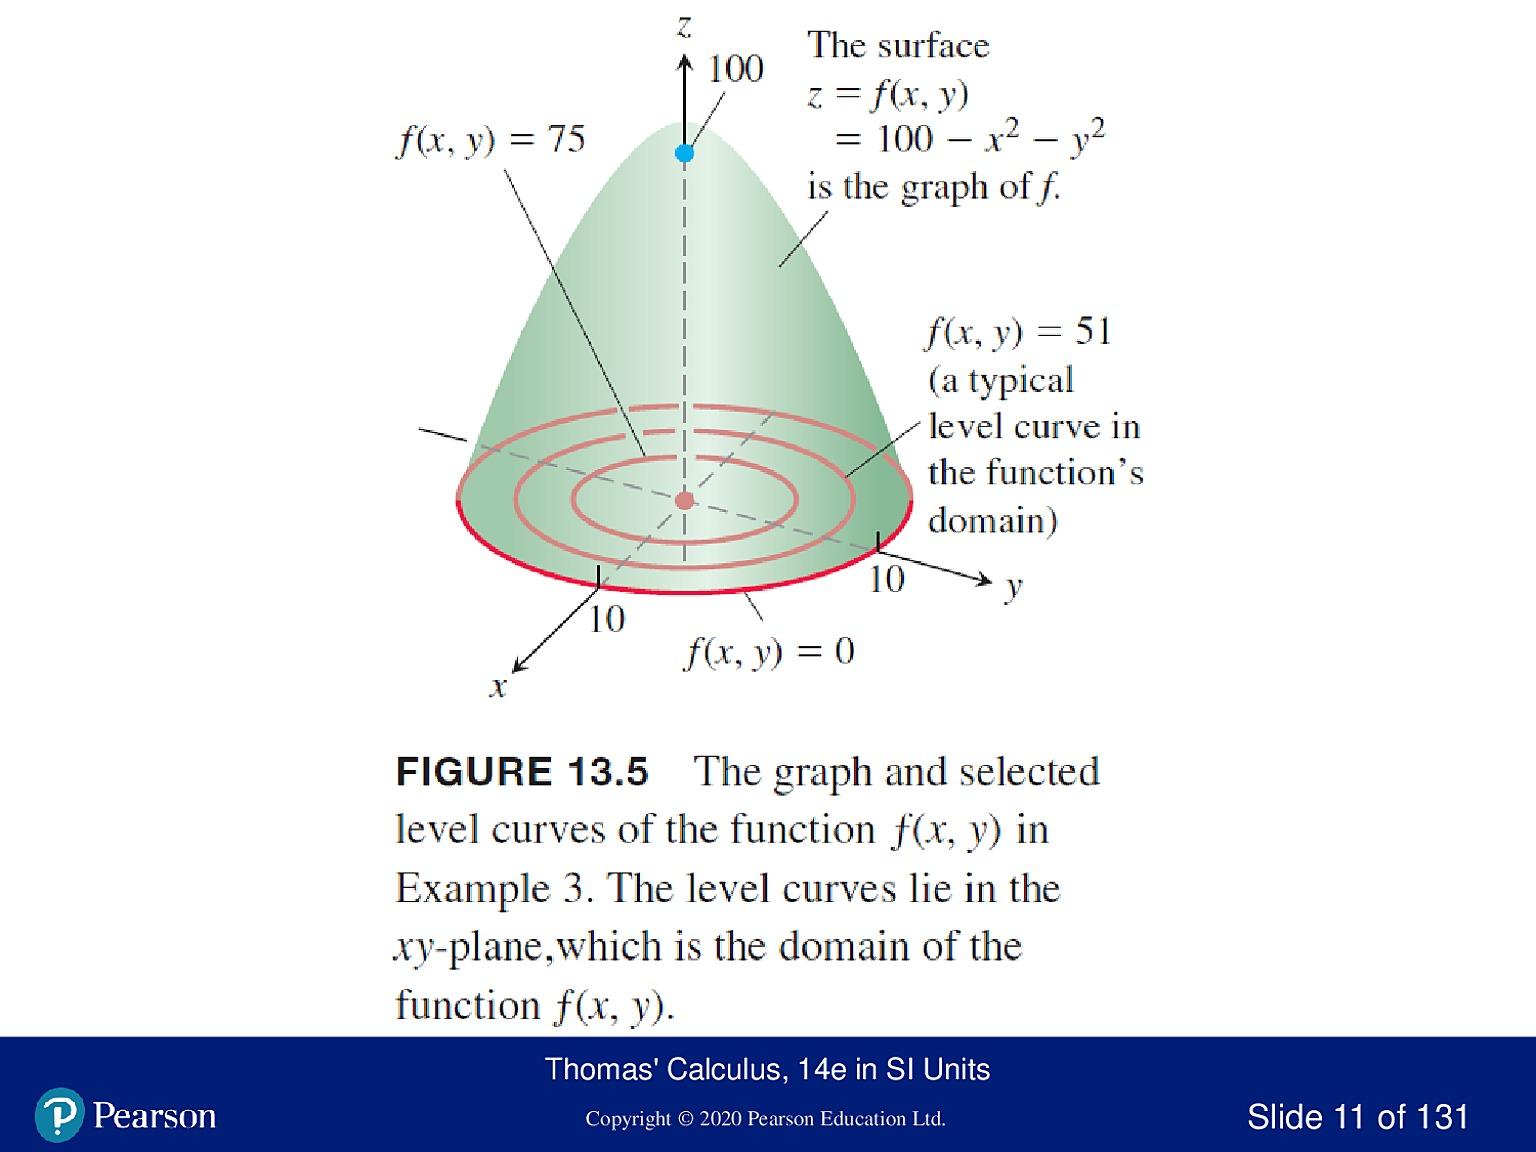 z
100
The surface
z = f(x, y)
= 100 − x² − y²
is the graph of f.
f(x, y) = 75
f(x, y) = 51
(a typical
level curve in
the function’s
domain)
10
y
10
x
f(x, y) = 0
FIGURE 13.5 The graph and selected
level curves of the function f(x, y) in
Example 3. The level curves lie in the
xy-plane,which is the domain of the
function f(x, y).
Thomas' Calculus, 14e in SI Units
P Pearson
Copyright © 2020 Pearson Education Ltd.
Slide 11 of 131